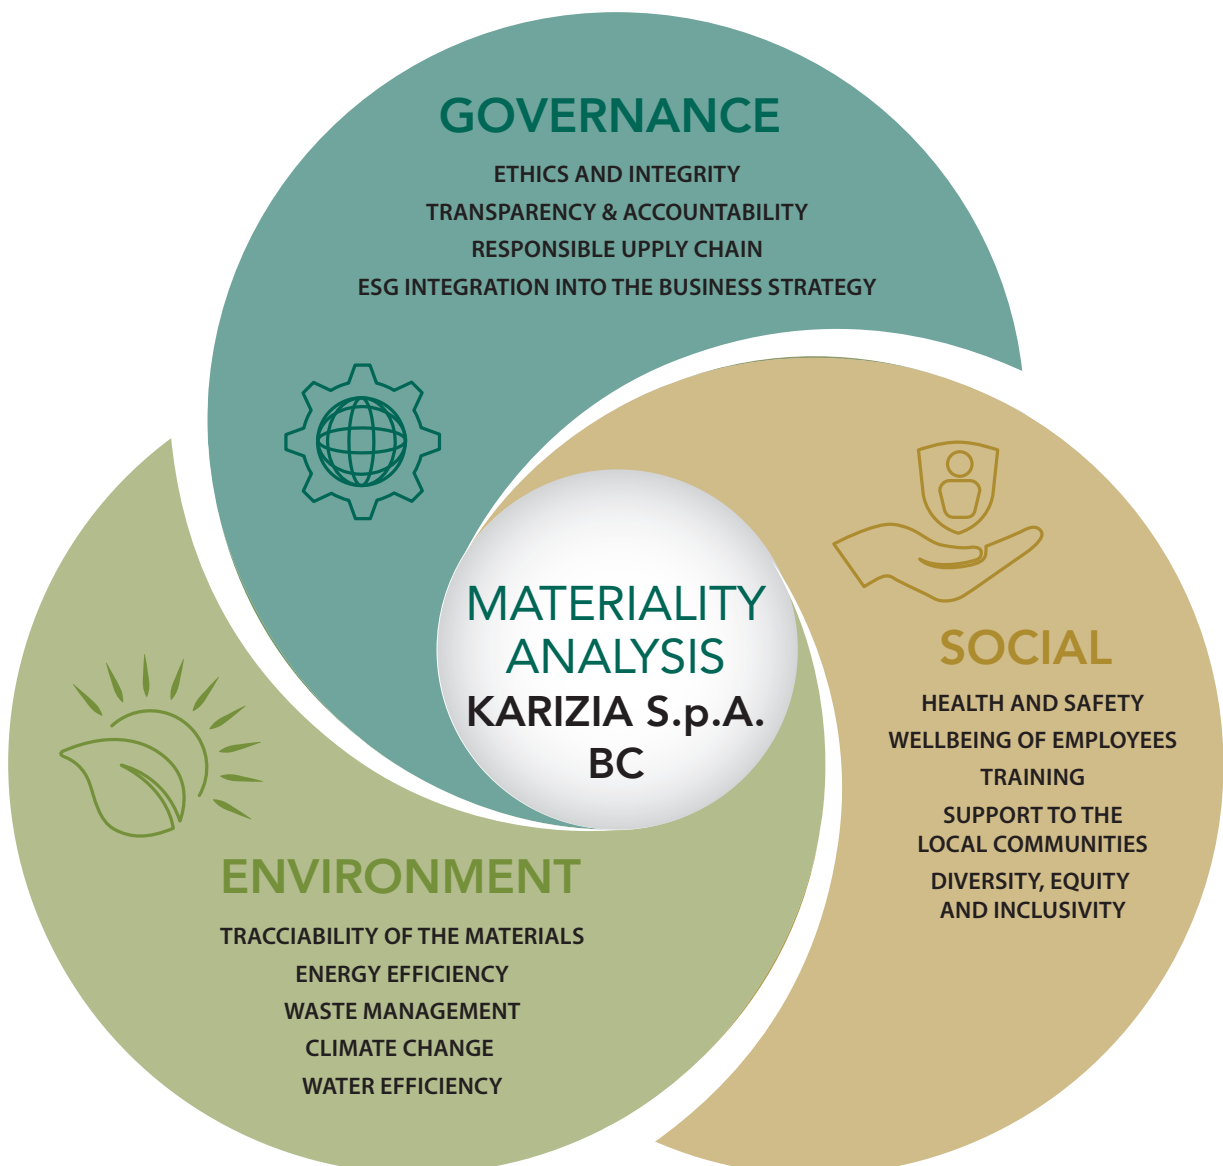 GOVERNANCE
ETHICS AND INTEGRITY
TRANSPARENCY & ACCOUNTABILITY
RESPONSIBLE UPPLY CHAIN
ESG INTEGRATION INTO THE BUSINESS STRATEGY
MATERIALITY
ANALYSIS
KARIZIA S.p.A.
BC
SOCIAL
HEALTH AND SAFETY
WELLBEING OF EMPLOYEES
TRAINING
SUPPORT TO THE
LOCAL COMMUNITIES
DIVERSITY, EQUITY
AND INCLUSIVITY
ENVIRONMENT
TRACCIABILITY OF THE MATERIALS
ENERGY EFFICIENCY
WASTE MANAGEMENT
CLIMATE CHANGE
WATER EFFICIENCY